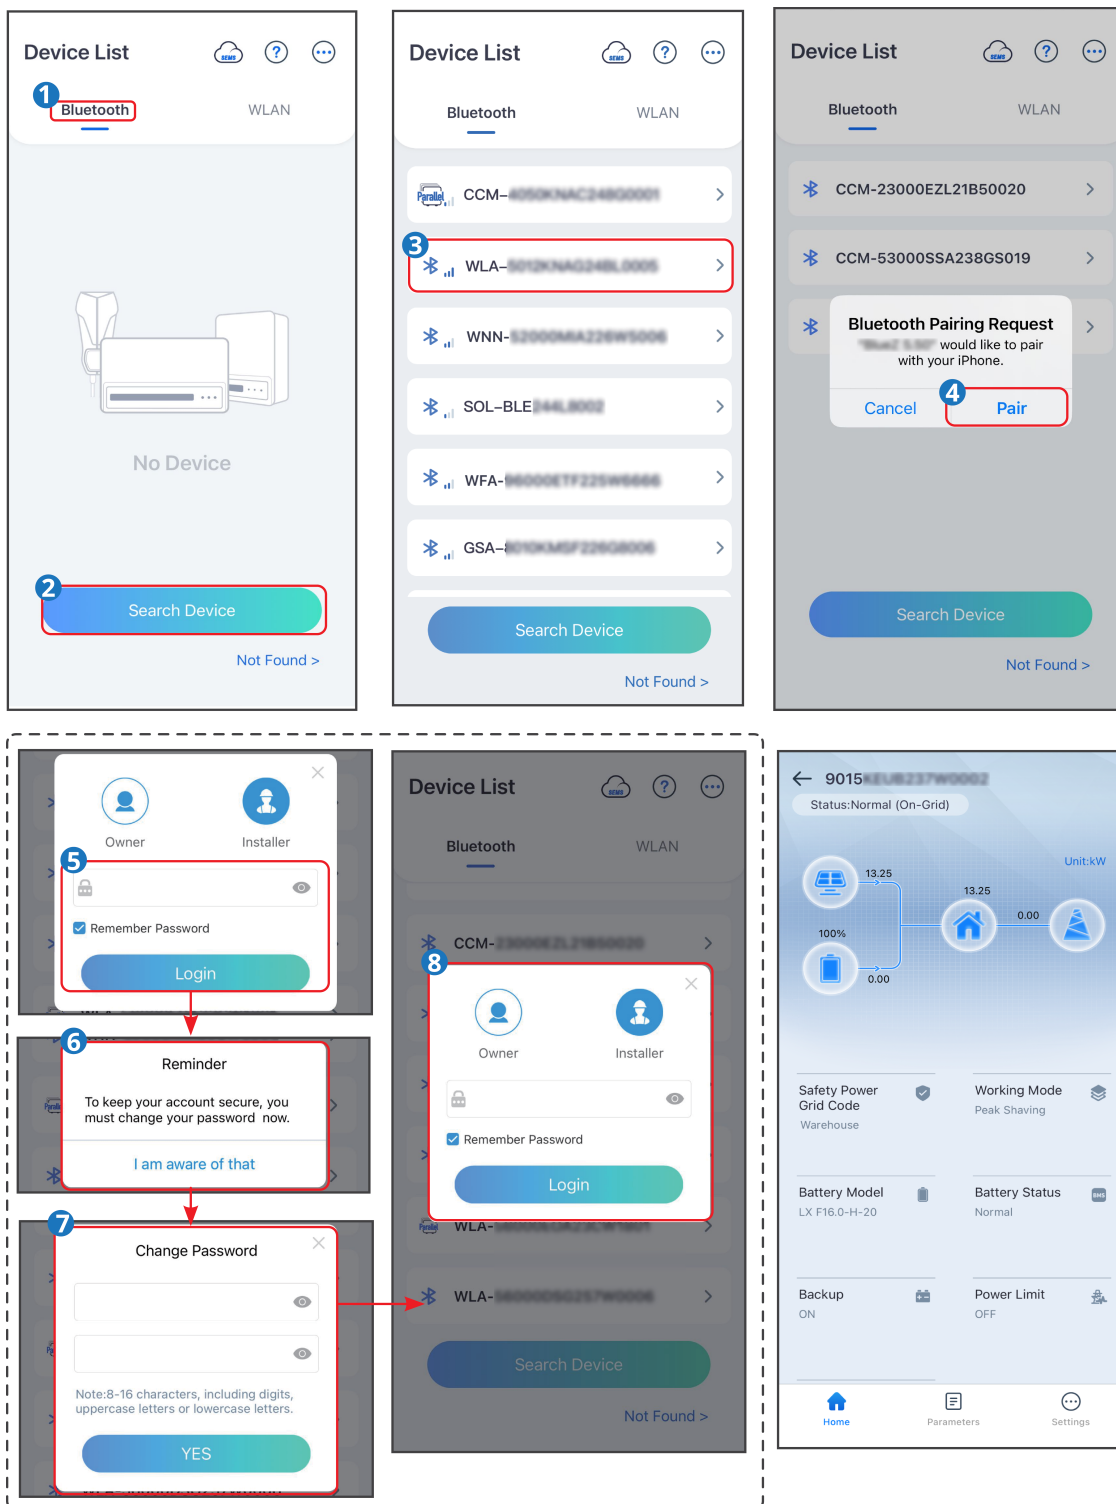 Device List
SEMS
?
1
Bluetooth
WLAN
No Device
2
Search Device
Not Found >
Device List
SEMS
?
Bluetooth
WLAN
Parallel
CCM-
3
WLA-
WNN-
SOL-BLE
WFA-
GSA-
Search Device
Not Found >
Device List
SEMS
?
Bluetooth
WLAN
CCM-23000EZL21B50020
CCM-53000SSA238GS019
Bluetooth Pairing Request
would like to pair
with your iPhone.
4
Cancel
Pair
Search Device
Not Found >
Owner
Installer
5
Remember Password
Login
6
Reminder
To keep your account secure, you
must change your password now.
I am aware of that
7
Change Password
Note:8-16 characters, including digits,
uppercase letters or lowercase letters.
YES
Device List
SEMS
?
Bluetooth
WLAN
CCM-
8
Owner
Installer
Remember Password
Login
Parallel
WLA-
WLA-
Search Device
Not Found >
9015
Status:Normal (On-Grid)
Unit:kW
13.25
13.25
0.00
100%
0.00
Safety Power
Grid Code
Warehouse
Working Mode
Peak Shaving
Battery Model
LX F16.0-H-20
Battery Status
Normal
BMS
Backup
ON
Power Limit
OFF
Home
Parameters
Settings